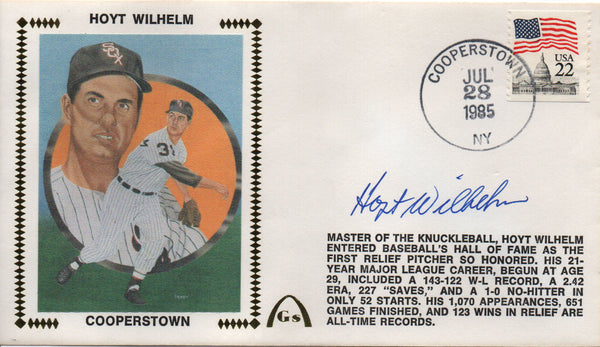 HOYT WILHELM
SOX
3
COOPERSTOWN
Gs
COOPERSTOWN
JUL
28
1985
NY
USA
22
Hoyt Wilhelm
MASTER OF THE KNUCKLEBALL, HOYT WILHELM
ENTERED BASEBALL'S HALL OF FAME AS THE
FIRST RELIEF PITCHER SO HONORED. HIS 21-
YEAR MAJOR LEAGUE CAREER, BEGUN AT AGE
29, INCLUDED A 143-122 W-L RECORD, A 2.42
ERA, 227 "SAVES," AND A 1-0 NO-HITTER IN
ONLY 52 STARTS. HIS 1,070 APPEARANCES, 651
GAMES FINISHED, AND 123 WINS IN RELIEF ARE
ALL-TIME RECORDS.